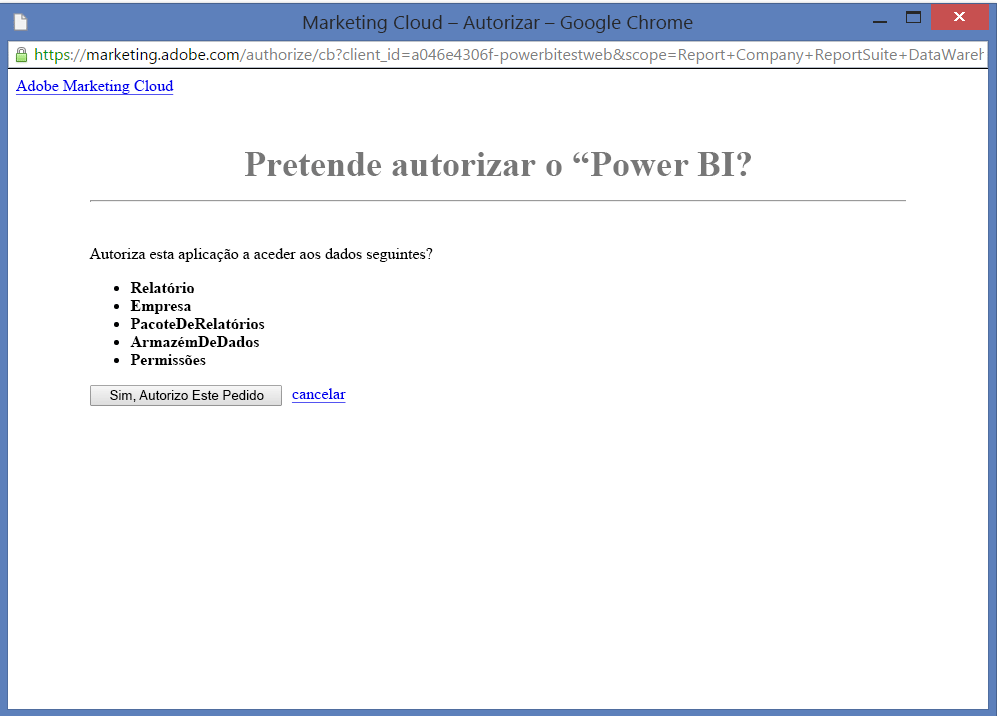 Marketing Cloud – Autorizar – Google Chrome
https://marketing.adobe.com/authorize/cb?client_id=a046e4306f-powerbitestweb&scope=Report+Company+ReportSuite+DataWareh
Adobe Marketing Cloud
Pretende autorizar o “Power BI?
Autoriza esta aplicação a aceder aos dados seguintes?
• Relatório
• Empresa
• PacoteDeRelatórios
• ArmazémDeDados
• Permissões
Sim, Autorizo Este Pedido cancelar